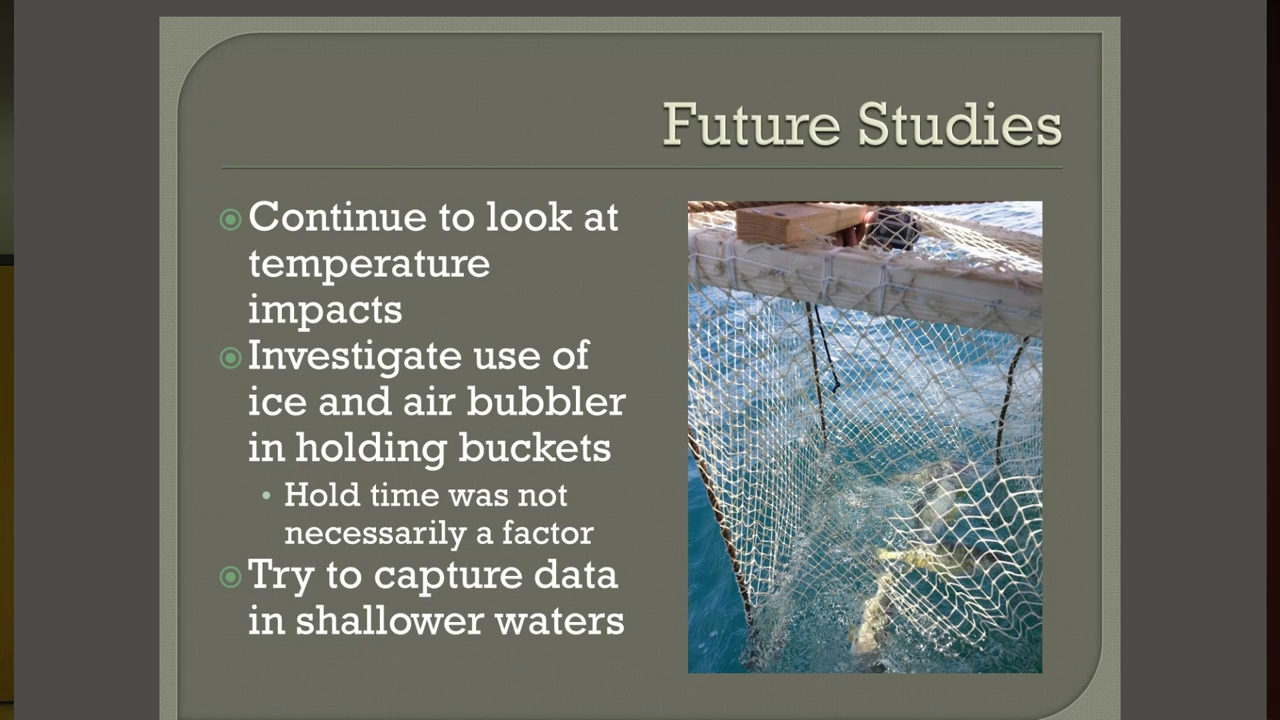 Future Studies
Continue to look at
temperature
impacts
Investigate use of
ice and air bubbler
in holding buckets
Hold time was not
necessarily a factor
Try to capture data
in shallower waters